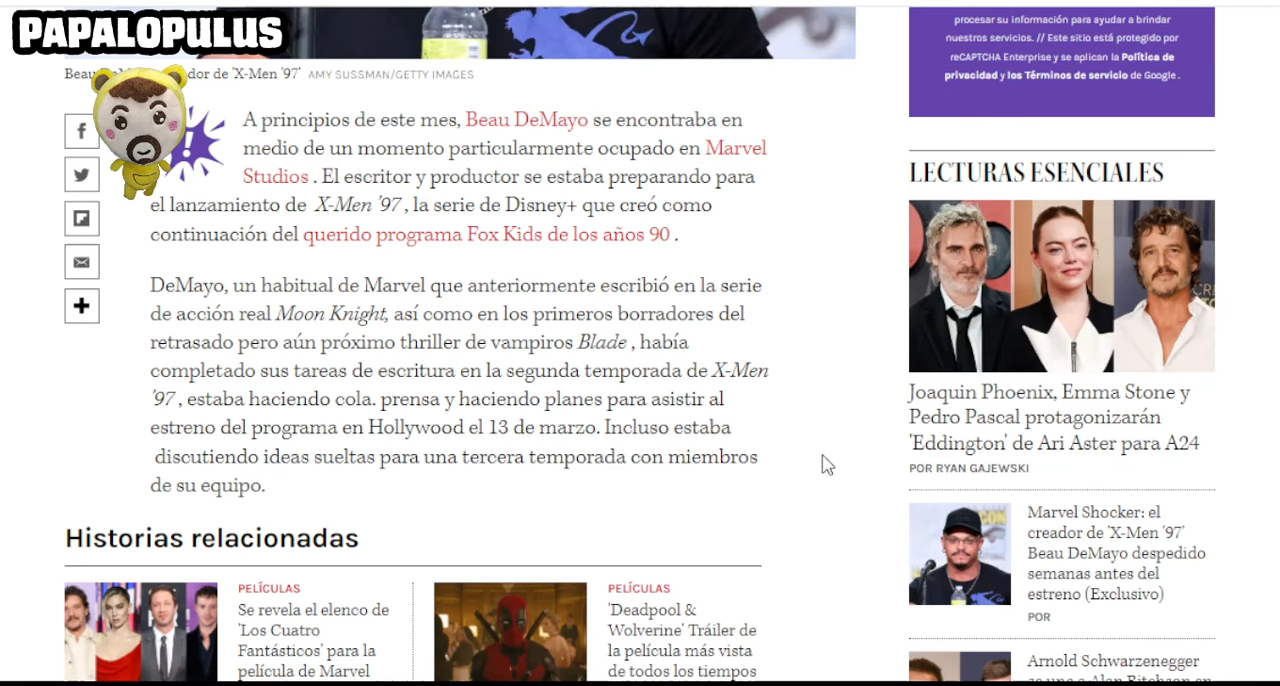 PAPALOPULUS
Beau
dor de 'X-Men '97' AMY SUSSMAN/GETTY IMAGES
A principios de este mes, Beau DeMayo se encontraba en
medio de un momento particularmente ocupado en Marvel
Studios . El escritor y productor se estaba preparando para
el lanzamiento de X-Men '97 , la serie de Disney+ que creó como
continuación del querido programa Fox Kids de los años 90 .
DeMayo, un habitual de Marvel que anteriormente escribió en la serie
de acción real Moon Knight, así como en los primeros borradores del
retrasado pero aún próximo thriller de vampiros Blade , había
completado sus tareas de escritura en la segunda temporada de X-Men
'97 , estaba haciendo cola. prensa y haciendo planes para asistir al
estreno del programa en Hollywood el 13 de marzo. Incluso estaba
discutiendo ideas sueltas para una tercera temporada con miembros
de su equipo.
Historias relacionadas
PELÍCULAS
Se revela el elenco de
'Los Cuatro
Fantásticos' para la
película de Marvel
PELÍCULAS
'Deadpool &
Wolverine' Tráiler de
la película más vista
de todos los tiempos
procesar su información para ayudar a brindar
nuestros servicios. // Este sitio está protegido por
reCAPTCHA Enterprise y se aplican la Política de
privacidad y los Términos de servicio de Google .
LECTURAS ESENCIALES
Joaquin Phoenix, Emma Stone y
Pedro Pascal protagonizarán
'Eddington' de Ari Aster para A24
POR RYAN GAJEWSKI
Marvel Shocker: el
creador de 'X-Men '97'
Beau DeMayo despedido
semanas antes del
estreno (Exclusivo)
POR
Arnold Schwarzenegger